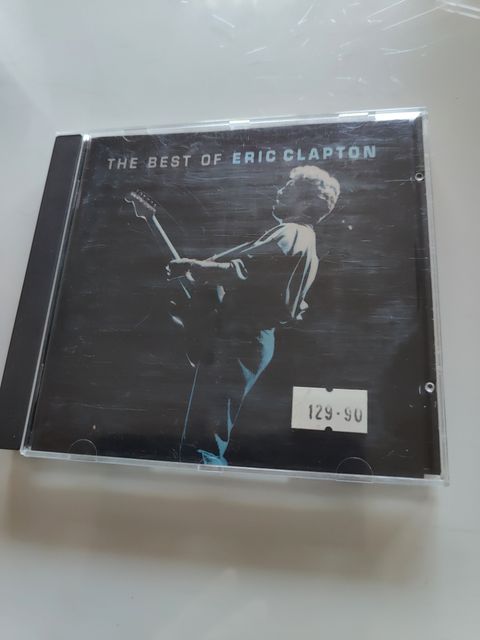 THE BEST OF ERIC CLAPTON
129-90